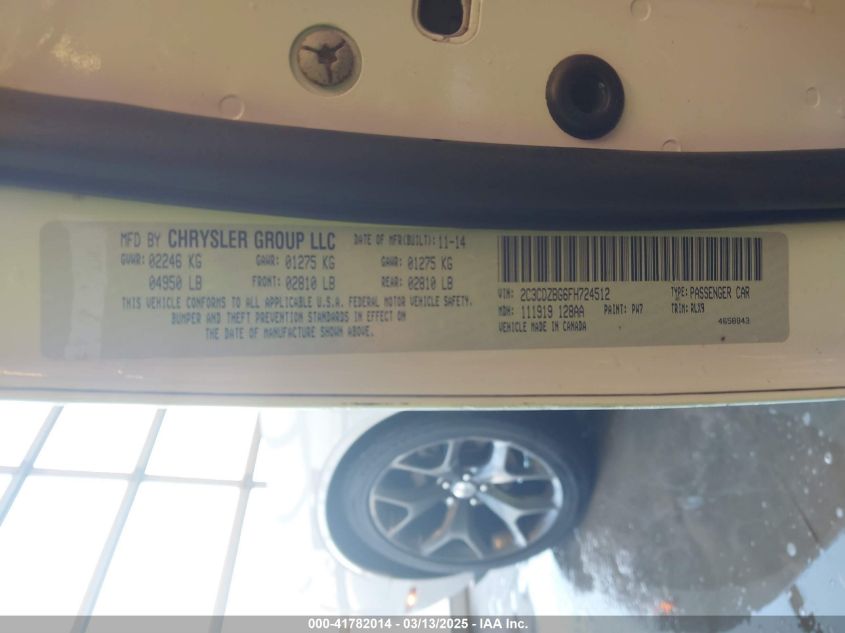 MFD BY CHRYSLER GROUP LLC DATE OF MFR(BUILT): 11-14
GVWR: 02246 KG GAWR: 01275 KG GAWR: 01275 KG
04950 LB FRONT: 02810 LB REAR: 02810 LB
THIS VEHICLE CONFORMS TO ALL APPLICABLE U.S.A. FEDERAL MOTOR VEHICLE SAFETY,
BUMPER AND THEFT PREVENTION STANDARDS IN EFFECT ON
THE DATE OF MANUFACTURE SHOWN ABOVE.
VIN: 2C3CDZBG6FH724512 TYPE: PASSENGER CAR
MDH: 111919 128AA PAINT: PW7 TRIM: RLX9
VEHICLE MADE IN CANADA 4658043
000-41782014 - 03/13/2025 - IAA Inc.